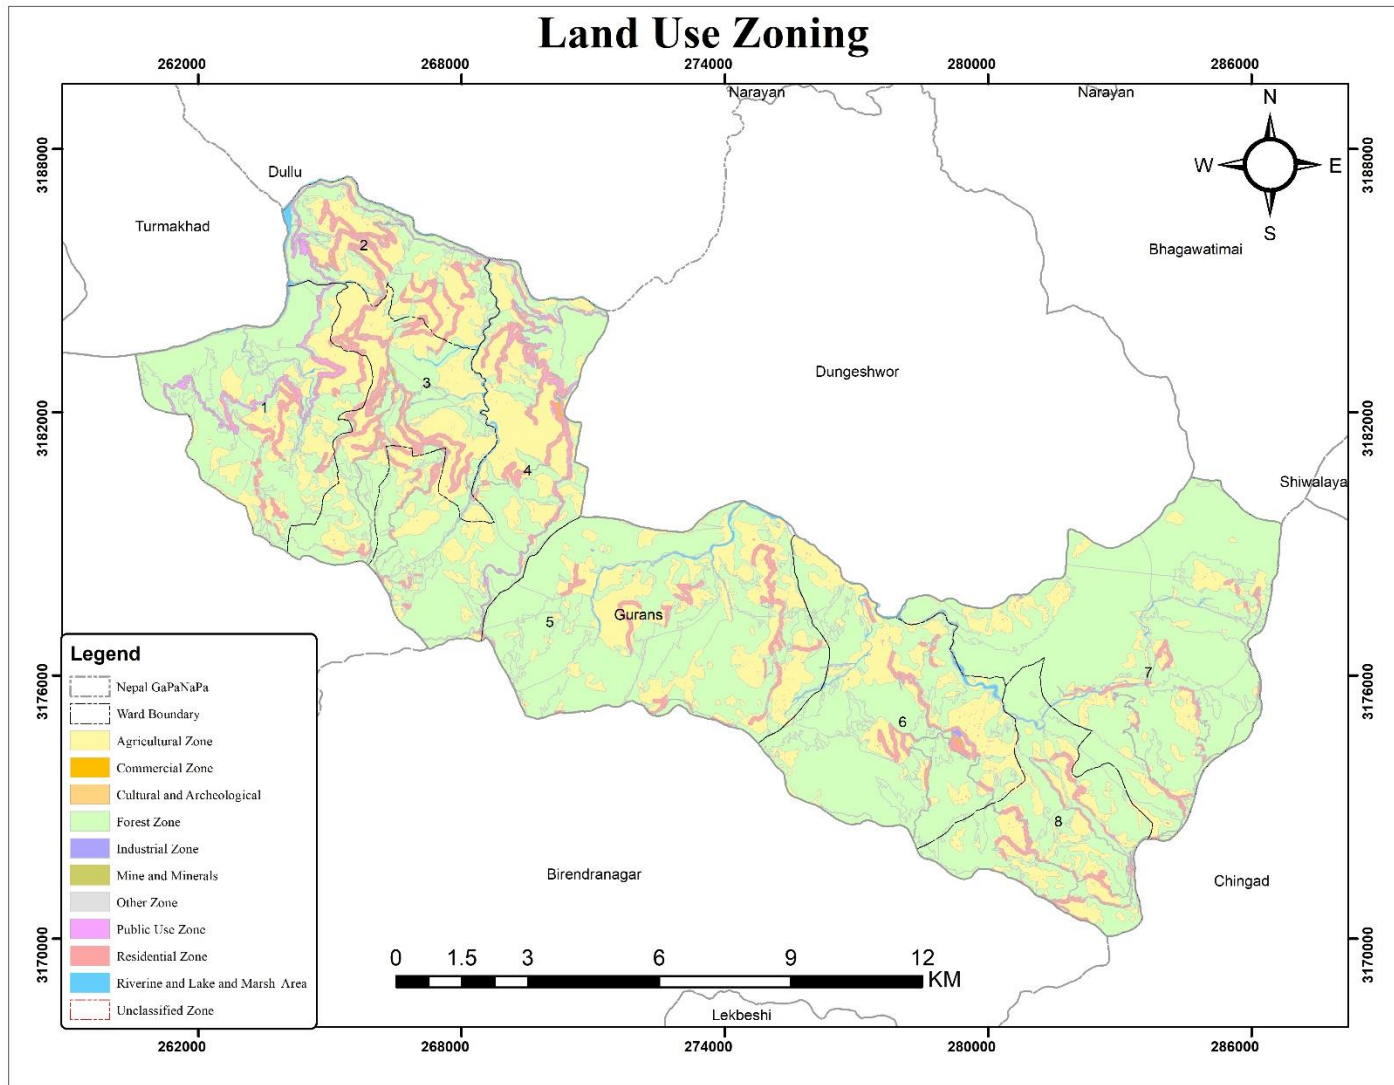 Land Use Zoning
262000 268000 274000 280000 286000
Narayan Narayan
N
W E
S
3188000 3188000
Dullu
Turmakhad
2
Bhagawatimai
Dungeshwor
3
1
3182000 3182000
4
Shiwalaya
Gurans
5
7
3176000 3176000
6
8
Legend
Nepal GaPaNaPa
Ward Boundary
Agricultural Zone
Commercial Zone
Cultural and Archeological
Forest Zone
Industrial Zone
Mine and Minerals
Other Zone
Public Use Zone
Residential Zone
Riverine and Lake and Marsh Area
Unclassified Zone
Birendranagar
Chingad
3170000 3170000
0 1.5 3 6 9 12
KM
Lekbeshi
262000 268000 274000 280000 286000